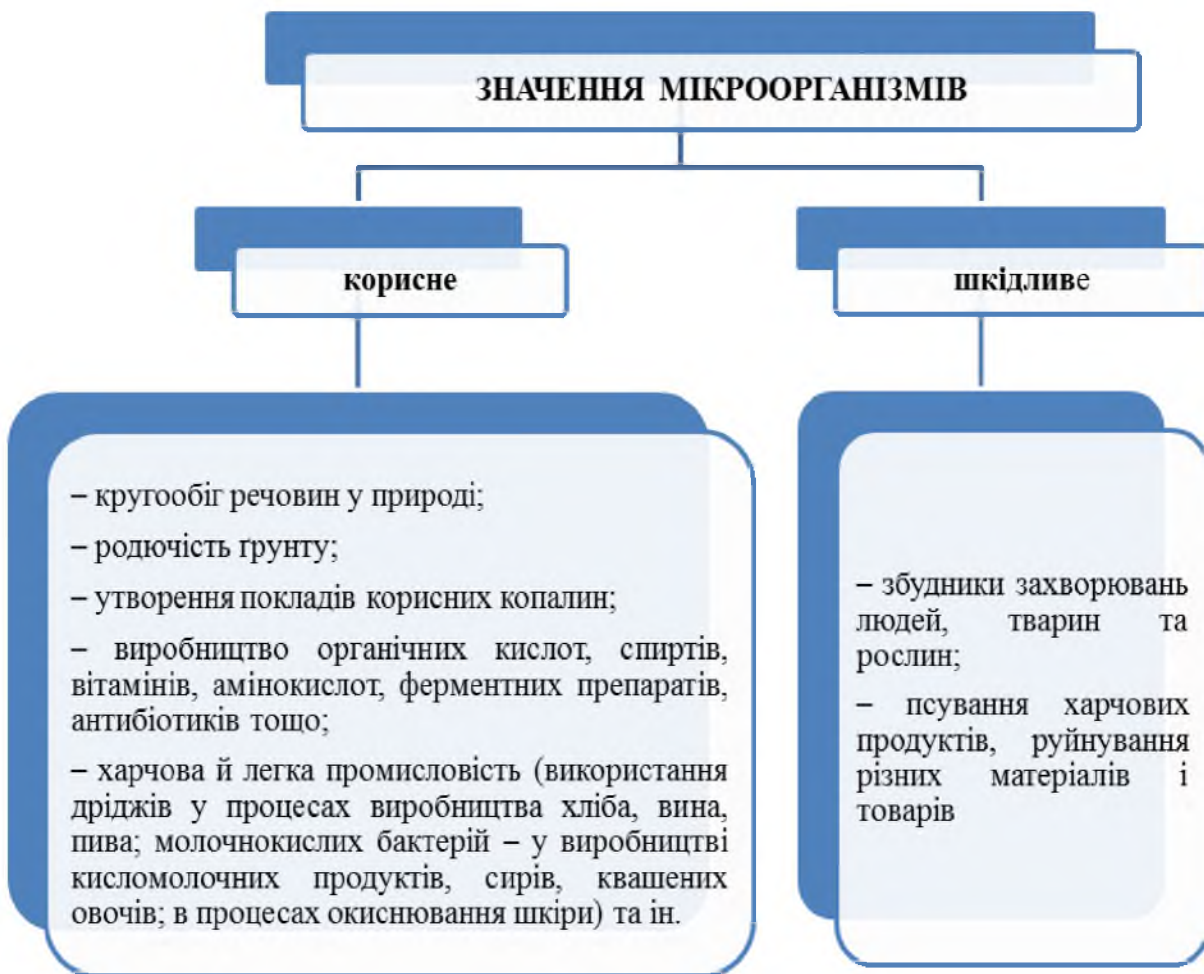 ЗНАЧЕННЯ МІКРООРГАНІЗМІВ
корисне
шкідливе
– кругообіг речовин у природі;
– родючість ґрунту;
– утворення покладів корисних копалин;
– виробництво органічних кислот, спиртів,
вітамінів, амінокислот, ферментних препаратів,
антибіотиків тощо;
– харчова й легка промисловість (використання
дріджів у процесах виробництва хліба, вина,
пива; молочнокислих бактерій – у виробництві
кисломолочних продуктів, сирів, квашених
овочів; в процесах окиснювання шкіри) та ін.
– збудники захворювань
людей, тварин та
рослин;
– псування харчових
продуктів, руйнування
різних матеріалів і
товарів